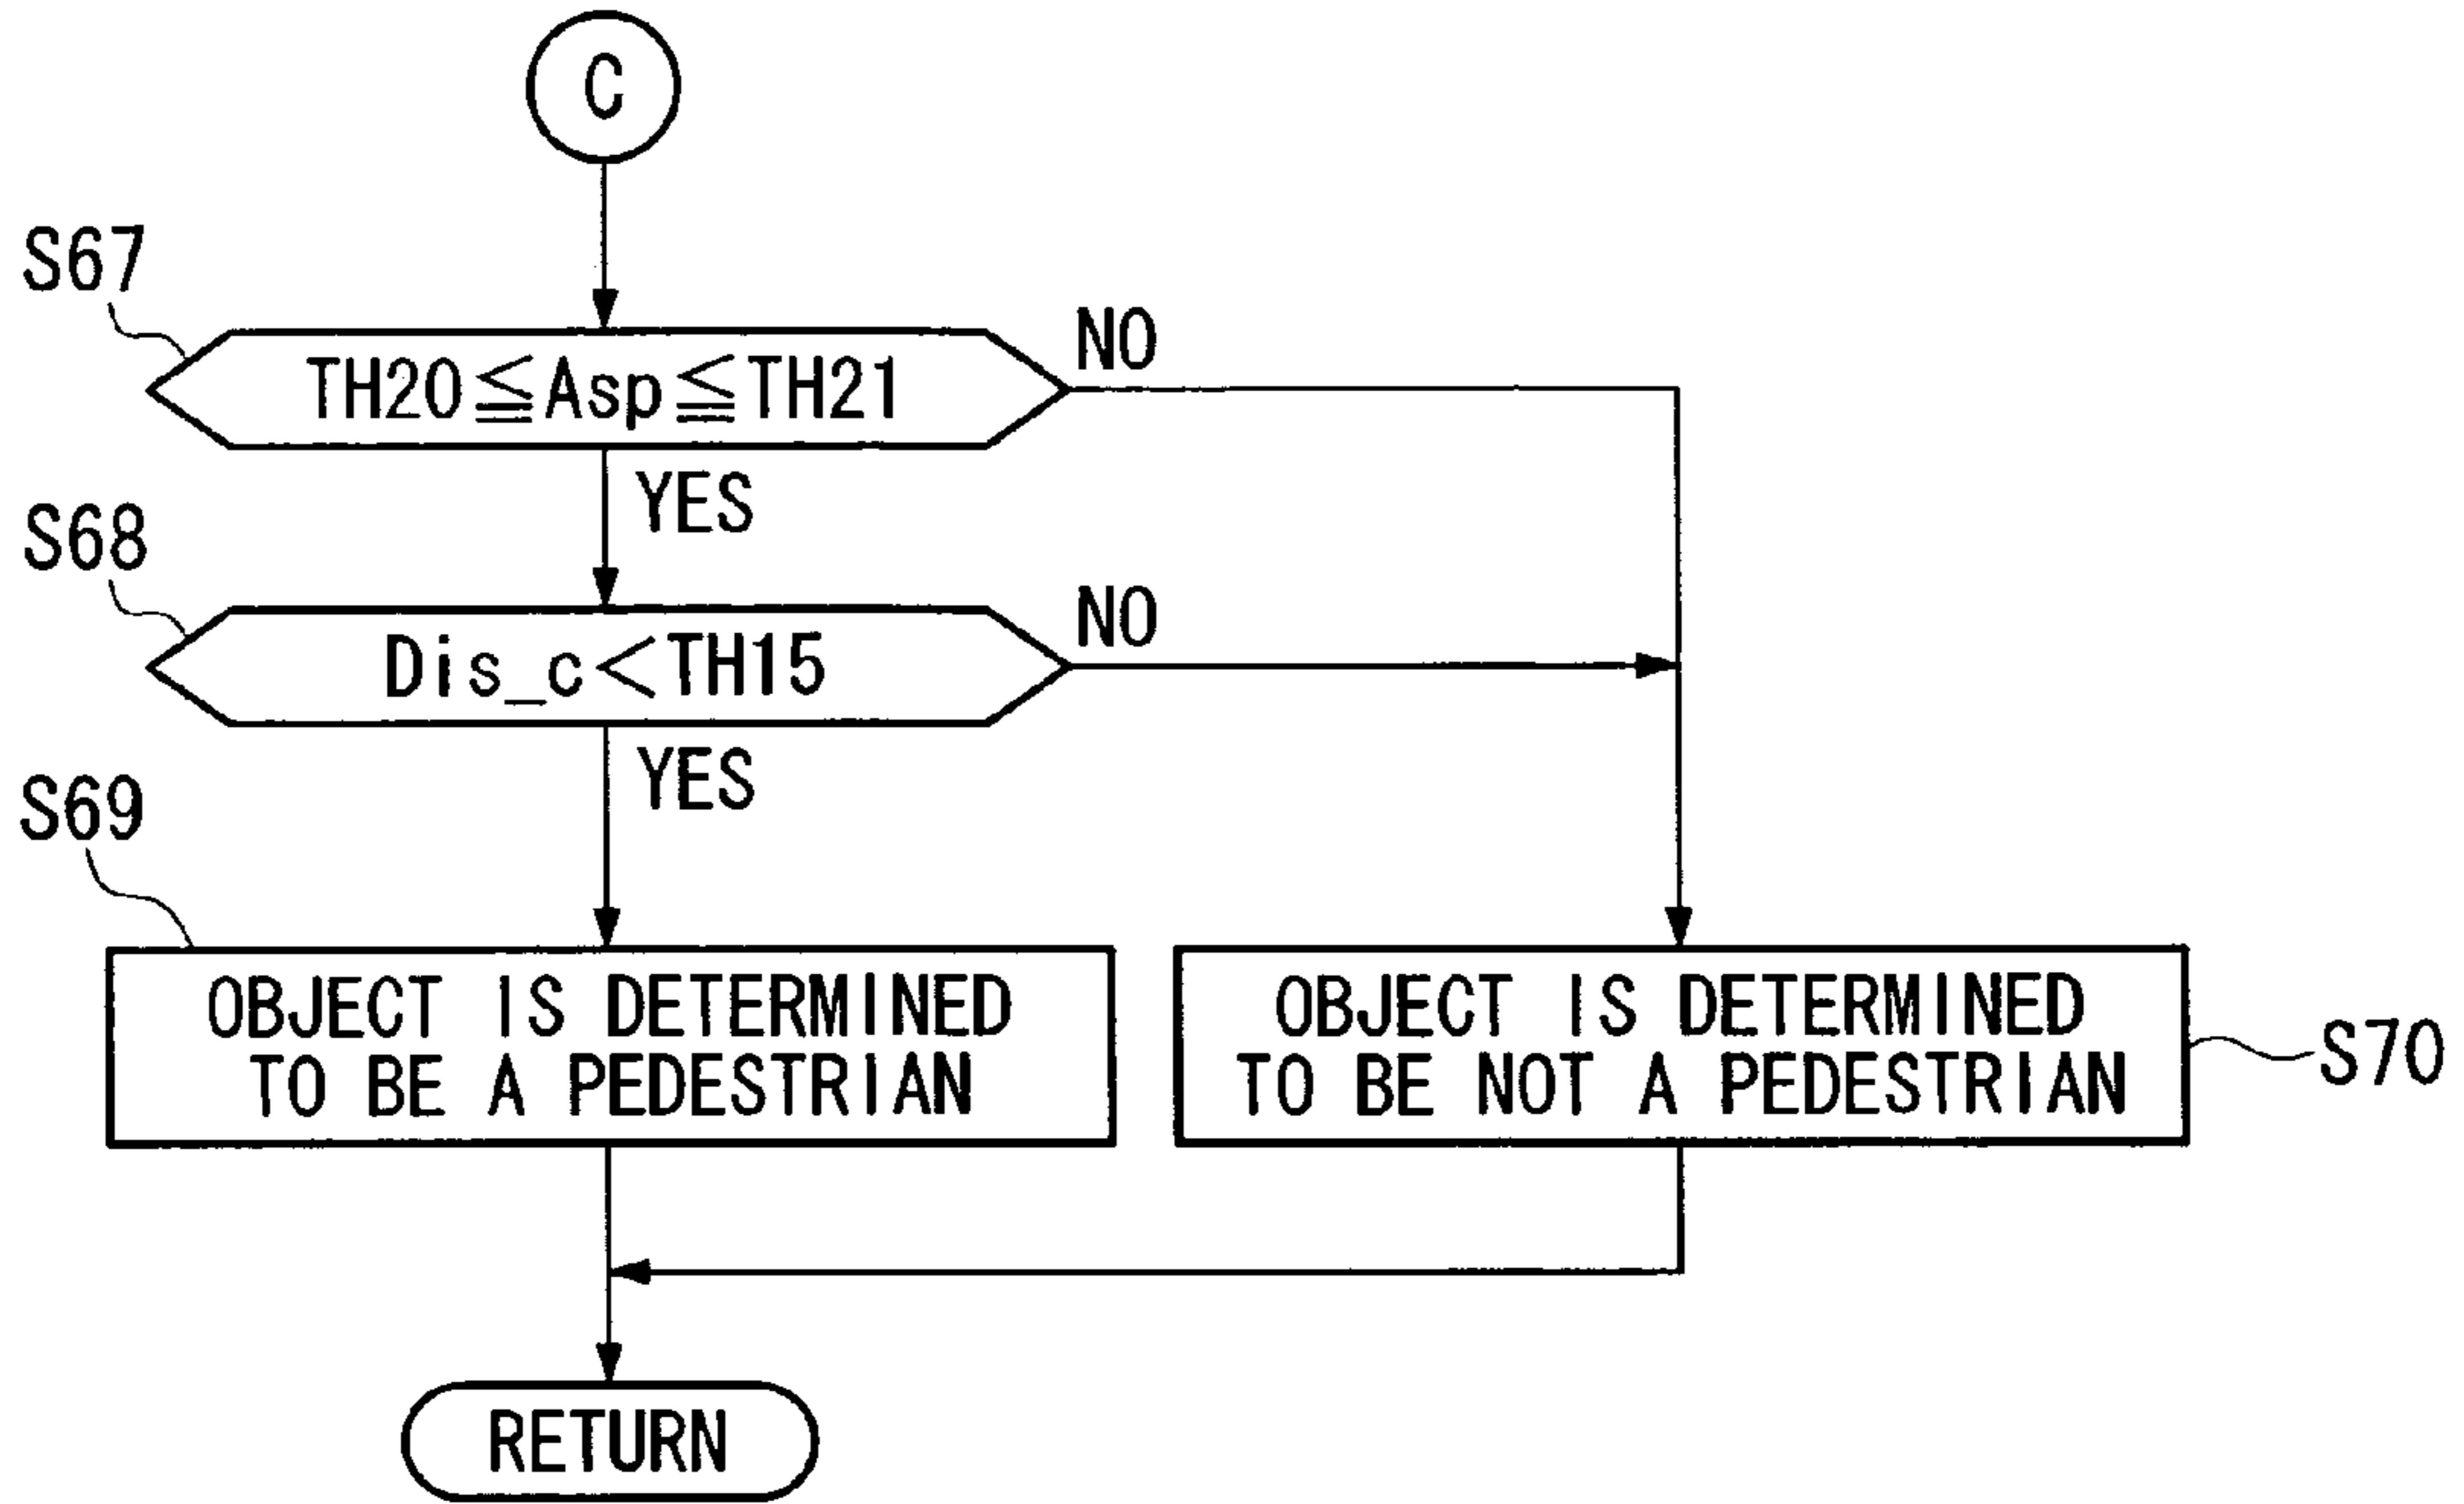 C
S67
TH20≦Asp≦TH21
NO
YES
S68
Dis_c<TH15
NO
YES
S69
OBJECT IS DETERMINED
TO BE A PEDESTRIAN
OBJECT IS DETERMINED
TO BE NOT A PEDESTRIAN
S70
RETURN